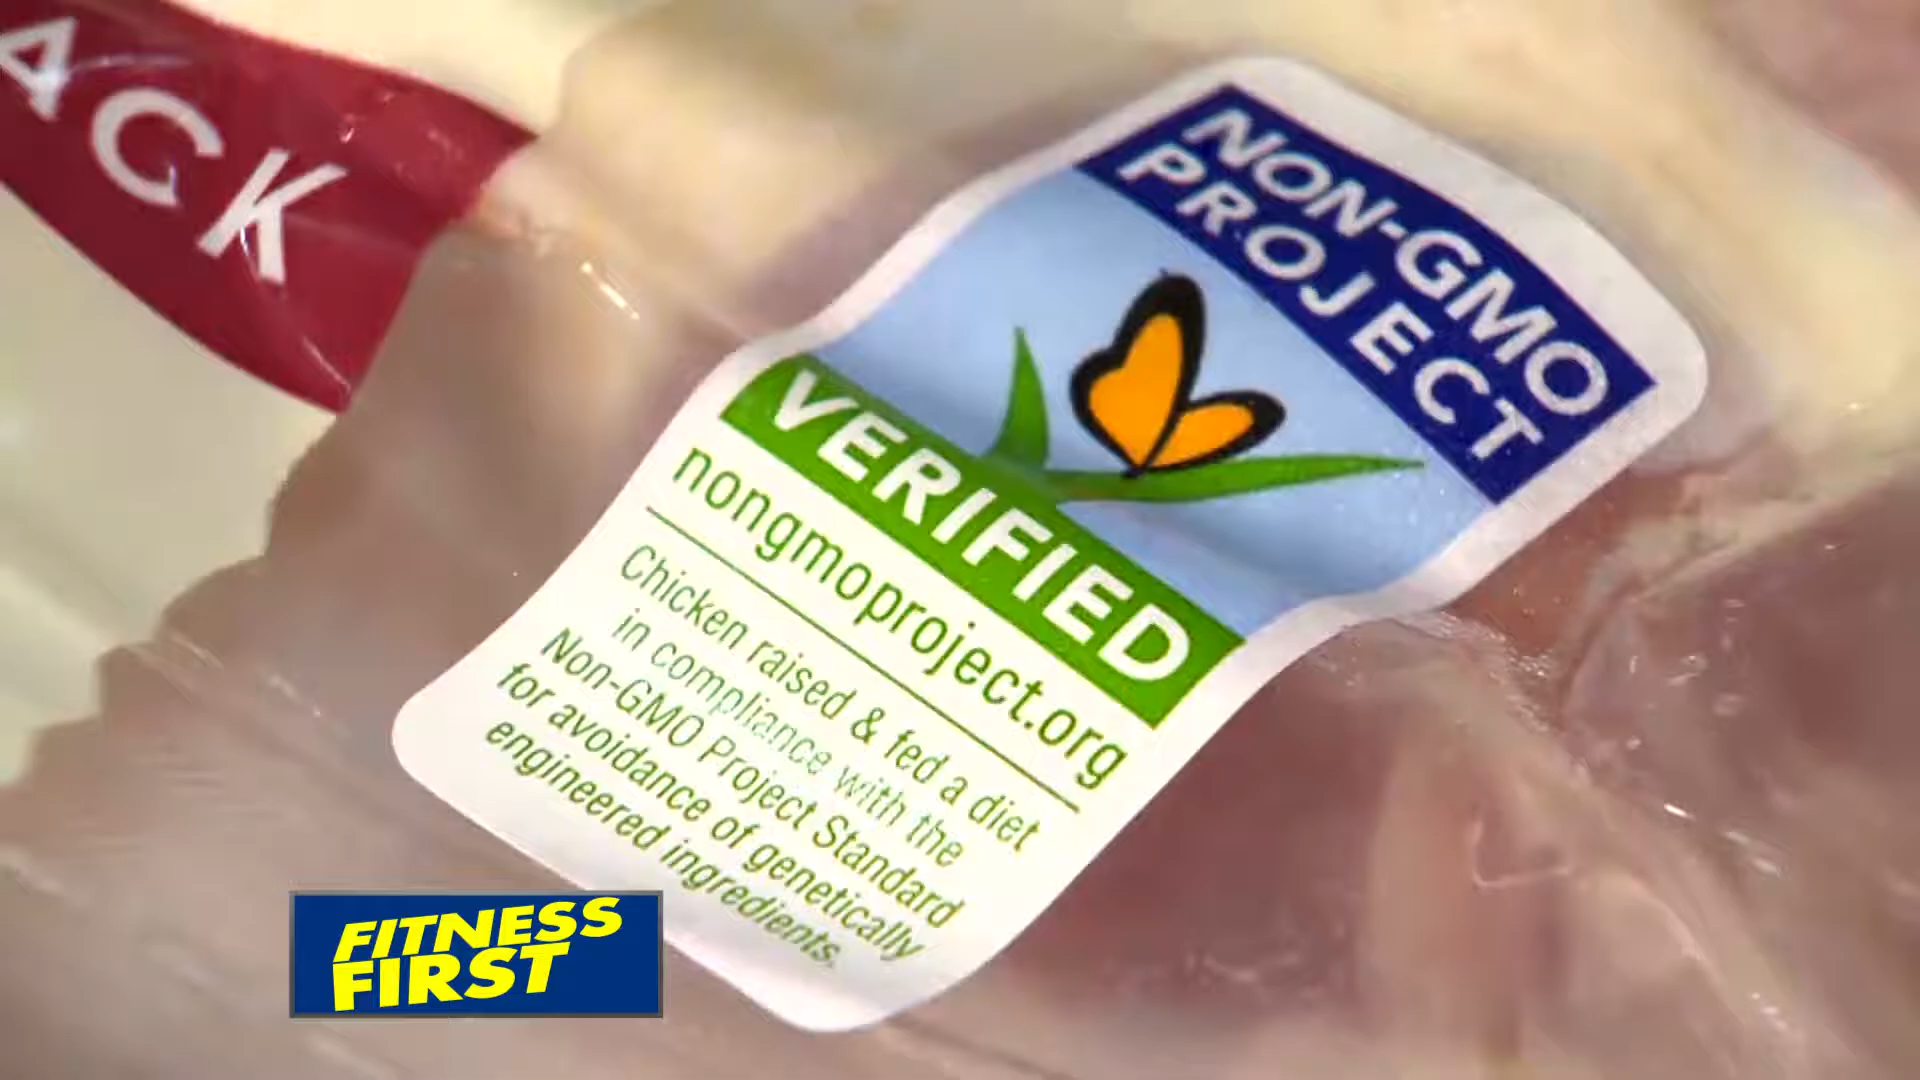 ACK
NON-GMO
PROJECT
VERIFIED
nongmoproject.org
Chicken raised & fed a diet
in compliance with the
Non-GMO Project Standard
for avoidance of genetically
engineered ingredients.
FITNESS
FIRST